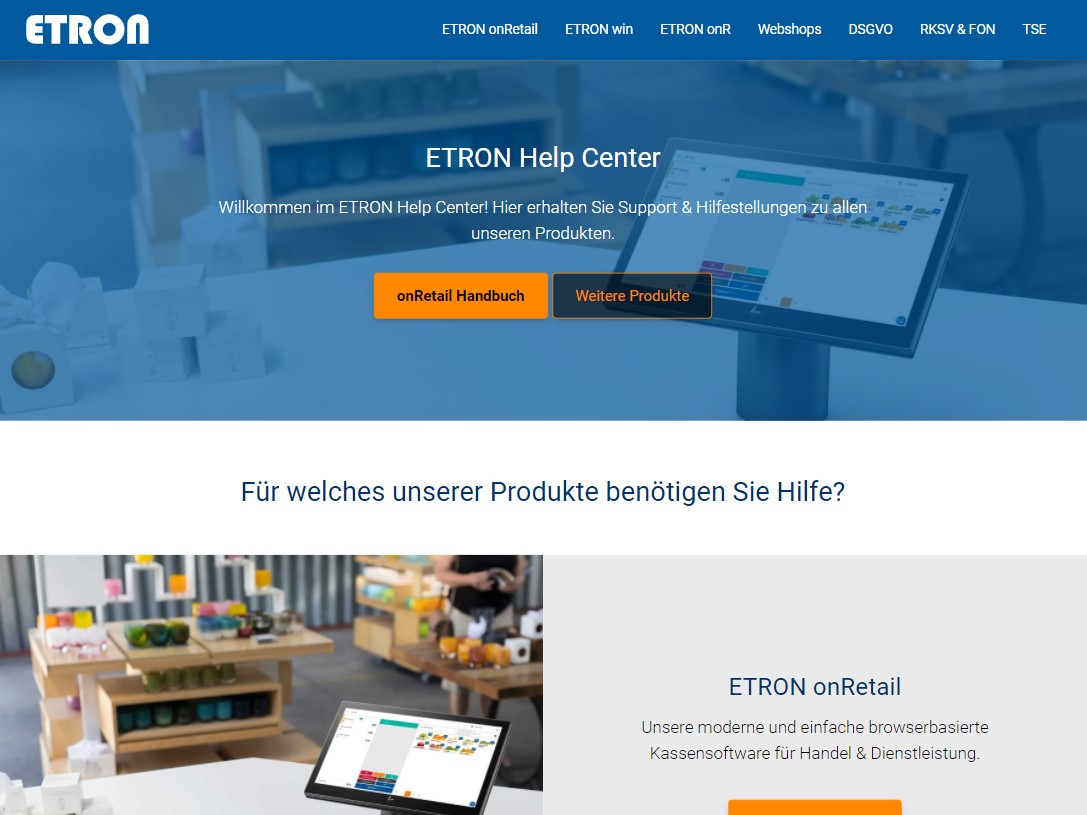 ETRON
ETRON onRetail
ETRON win
ETRON onR
Webshops
DSGVO
RKSV & FON
TSE
ETRON Help Center
Willkommen im ETRON Help Center! Hier erhalten Sie Support & Hilfestellungen zu allen
unseren Produkten.
onRetail Handbuch
Weitere Produkte
Für welches unserer Produkte benötigen Sie Hilfe?
ETRON onRetail
Unsere moderne und einfache browserbasierte
Kassensoftware für Handel & Dienstleistung.